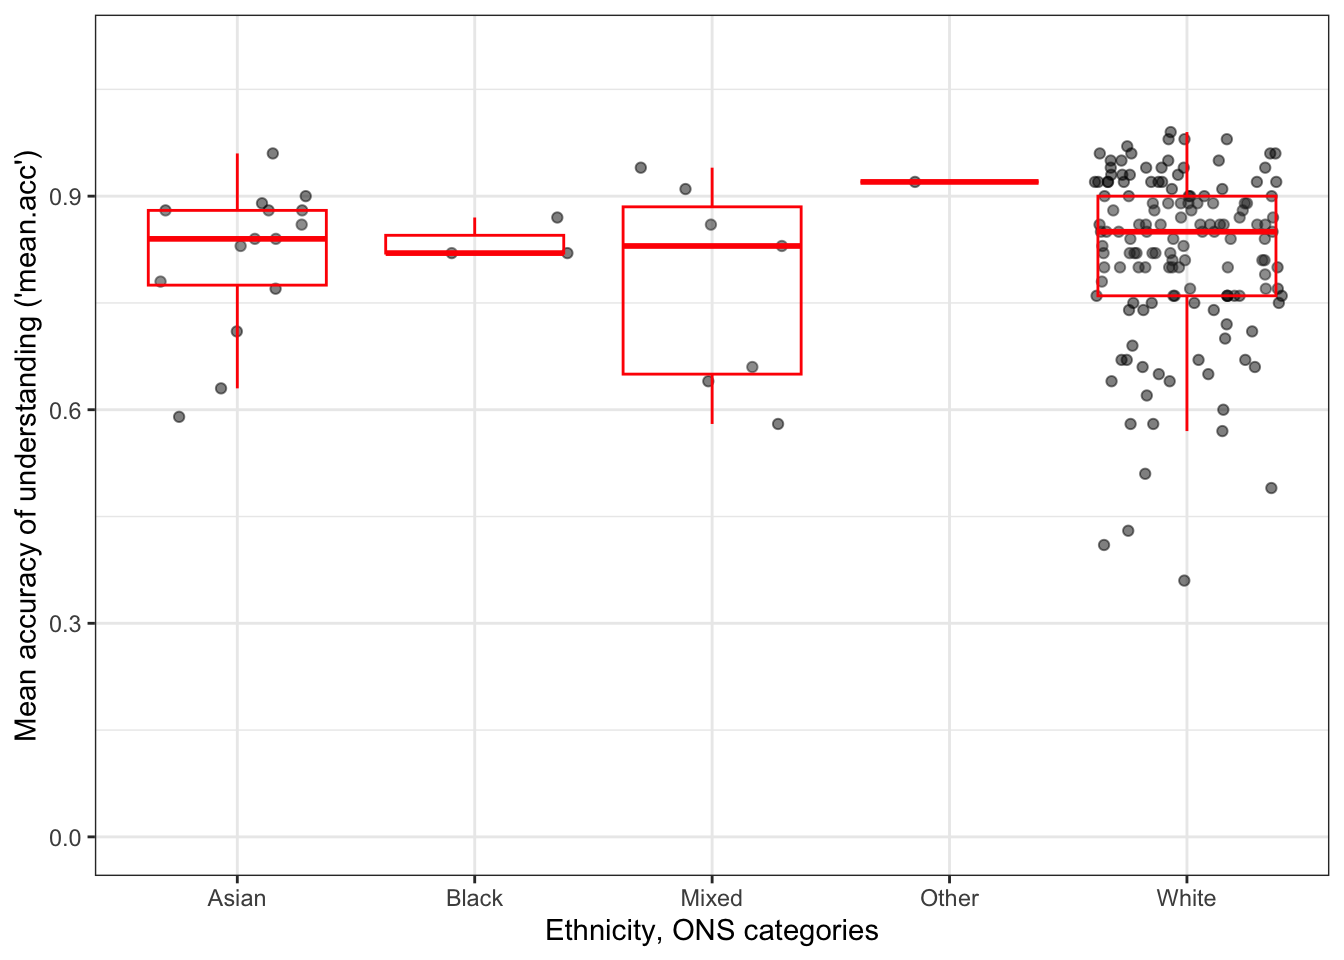 Mean accuracy of understanding ('mean.acc')
0.9
0.6
0.3
0.0
Asian Black Mixed Other White
Ethnicity, ONS categories